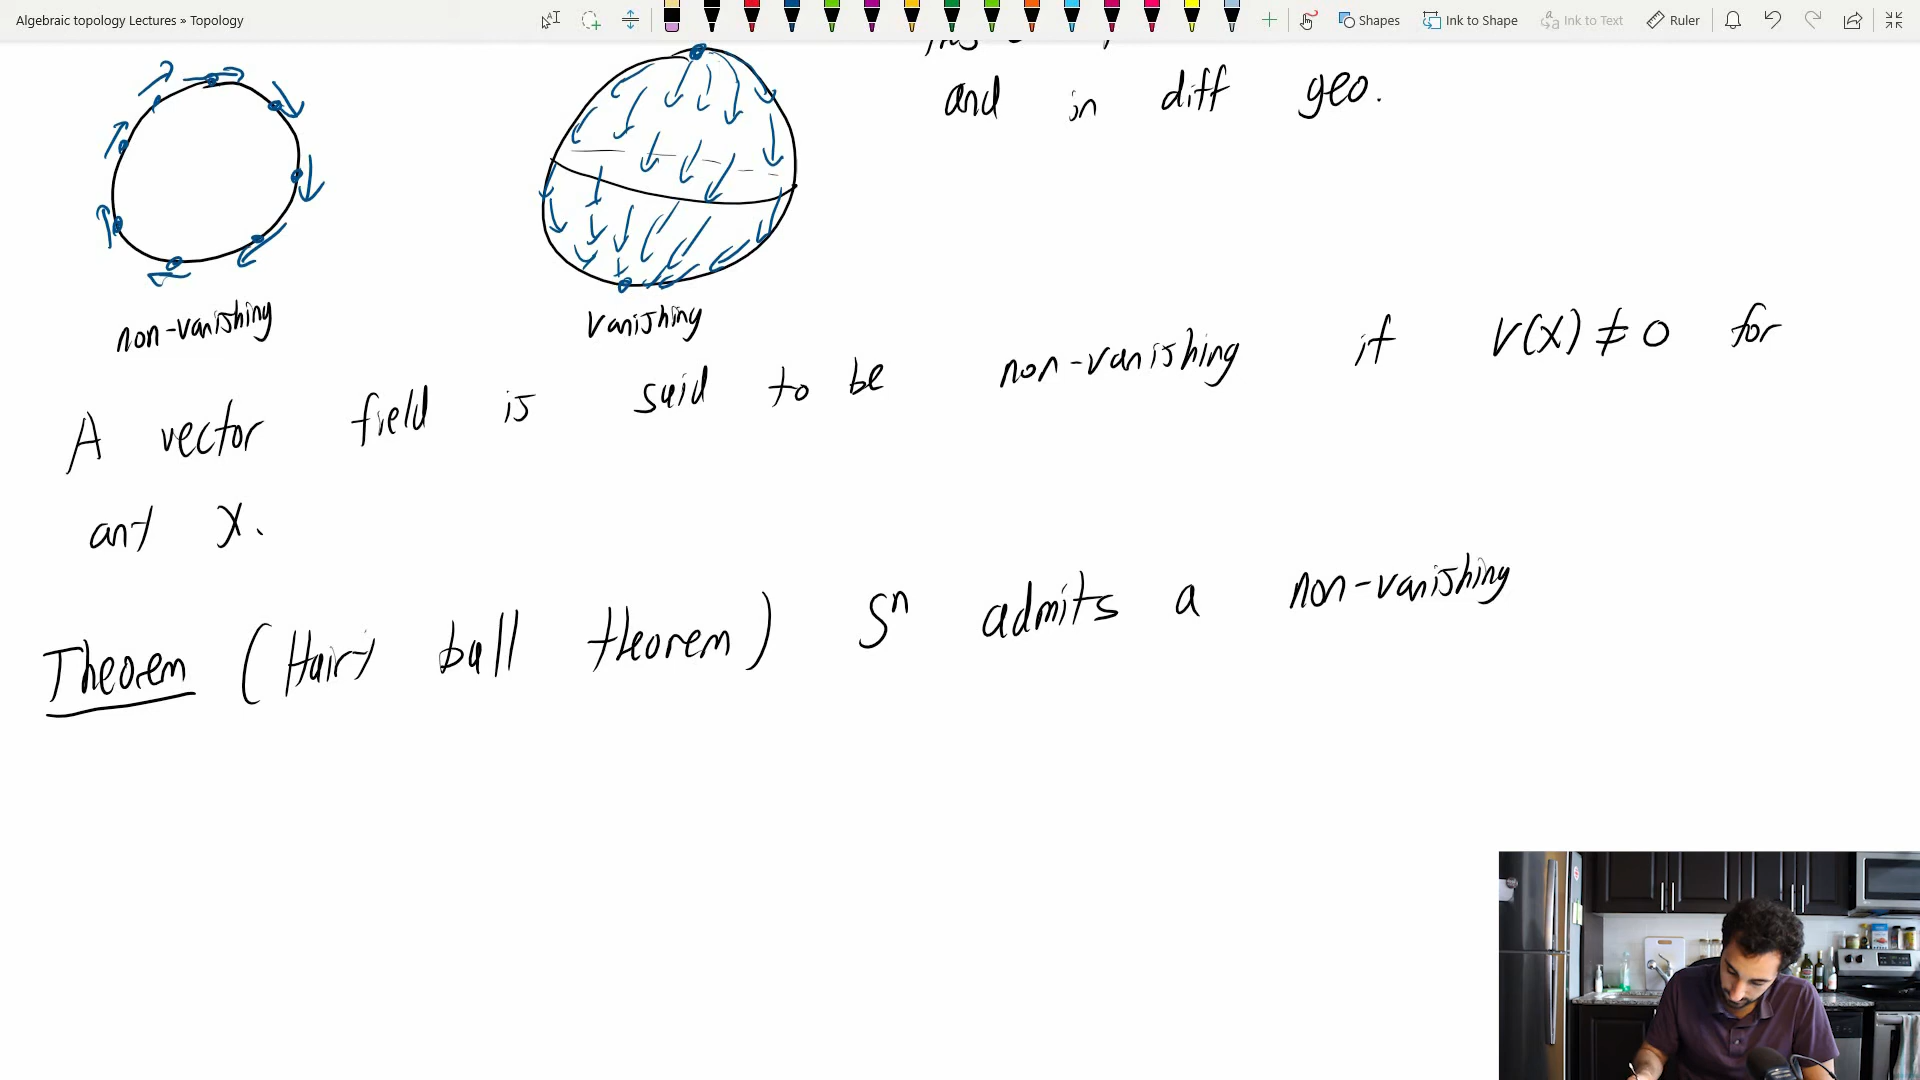 Algebraic topology Lectures » Topology
Shapes
Ink to Shape
Ink to Text
Ruler
and in diff geo.
non-vanishing
vanishing
A vector field is said to be non-vanishing if V(x) ≠ 0 for
any x.
Theorem (Hairy ball theorem) Sⁿ admits a non-vanishing